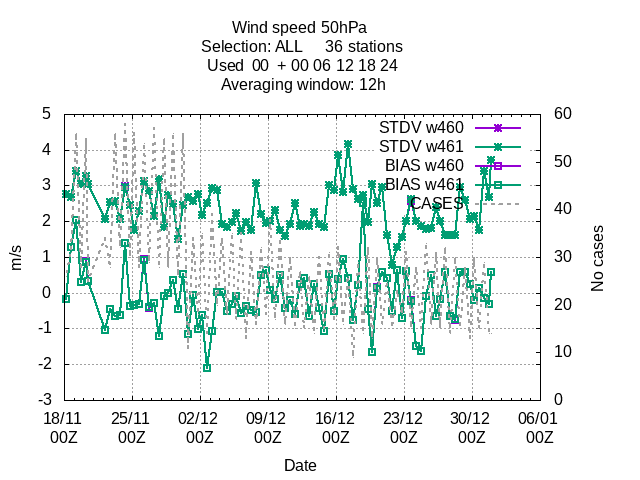 Wind speed 50hPa
Selection: ALL     36 stations
Used  00  + 00 06 12 18 24
Averaging window: 12h
STDV w460
STDV w461
BIAS w460
BIAS w461
CASES
5
4
3
2
1
0
-1
-2
-3
m/s
60
50
40
30
20
10
0
No cases
18/11 25/11 02/12 09/12 16/12 23/12 30/12 06/01
00Z 00Z 00Z 00Z 00Z 00Z 00Z 00Z
Date